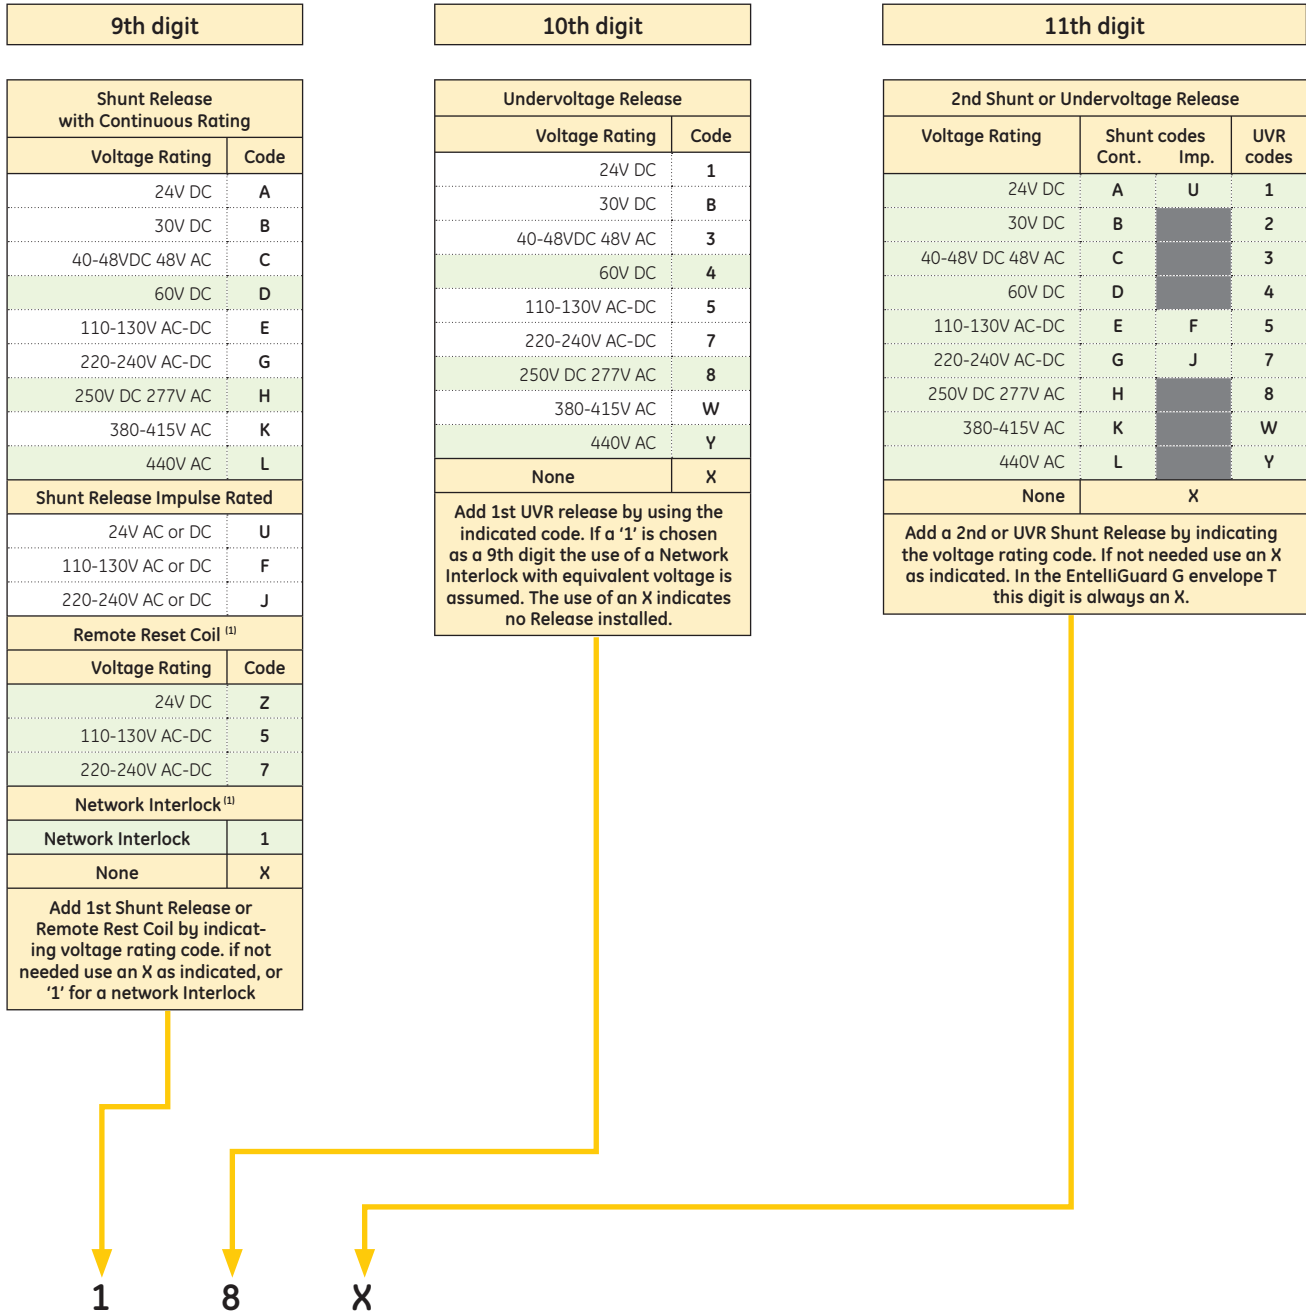 9th digit
Shunt Release
with Continuous Rating
Voltage Rating Code
24V DC A
30V DC B
40-48VDC 48V AC C
60V DC D
110-130V AC-DC E
220-240V AC-DC G
250V DC 277V AC H
380-415V AC K
440V AC L
Shunt Release Impulse Rated
24V AC or DC U
110-130V AC or DC F
220-240V AC or DC J
Remote Reset Coil (1)
Voltage Rating Code
24V DC Z
110-130V AC-DC 5
220-240V AC-DC 7
Network Interlock (1)
Network Interlock 1
None X
Add 1st Shunt Release or
Remote Rest Coil by indicat-
ing voltage rating code. if not
needed use an X as indicated, or
'1' for a network Interlock
10th digit
Undervoltage Release
Voltage Rating Code
24V DC 1
30V DC B
40-48VDC 48V AC 3
60V DC 4
110-130V AC-DC 5
220-240V AC-DC 7
250V DC 277V AC 8
380-415V AC W
440V AC Y
None X
Add 1st UVR release by using the
indicated code. If a '1' is chosen
as a 9th digit the use of a Network
Interlock with equivalent voltage is
assumed. The use of an X indicates
no Release installed.
11th digit
2nd Shunt or Undervoltage Release
Voltage Rating Shunt codes UVR
Cont. Imp. codes
24V DC A U 1
30V DC B 2
40-48V DC 48V AC C 3
60V DC D 4
110-130V AC-DC E F 5
220-240V AC-DC G J 7
250V DC 277V AC H 8
380-415V AC K W
440V AC L Y
None X
Add a 2nd or UVR Shunt Release by indicating
the voltage rating code. If not needed use an X
as indicated. In the EntelliGuard G envelope T
this digit is always an X.
1 8 X